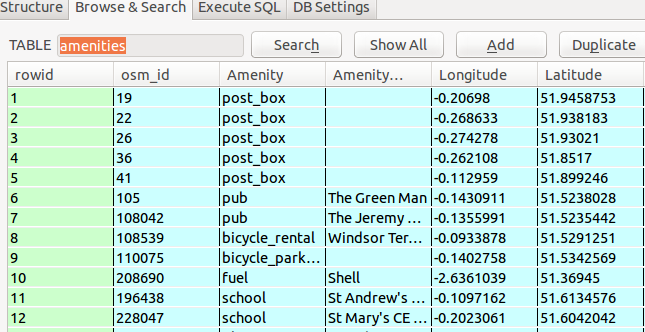 Structure Browse & Search Execute SQL DB Settings
TABLE amenities Search Show All Add Duplicate
rowid osm_id Amenity Amenity... Longitude Latitude
1 19 post_box -0.20698 51.9458753
2 22 post_box -0.268633 51.938183
3 26 post_box -0.274278 51.93021
4 36 post_box -0.262108 51.8517
5 41 post_box -0.112959 51.899246
6 105 pub The Green Man -0.1430911 51.5238028
7 108042 pub The Jeremy ... -0.1355991 51.5235442
8 108539 bicycle_rental Windsor Ter... -0.0933878 51.5291251
9 110075 bicycle_park... -0.1402758 51.5342569
10 208690 fuel Shell -2.6361039 51.36945
11 196438 school St Andrew's ... -0.1097162 51.6134576
12 228047 school St Mary's CE ... -0.2023061 51.6042042